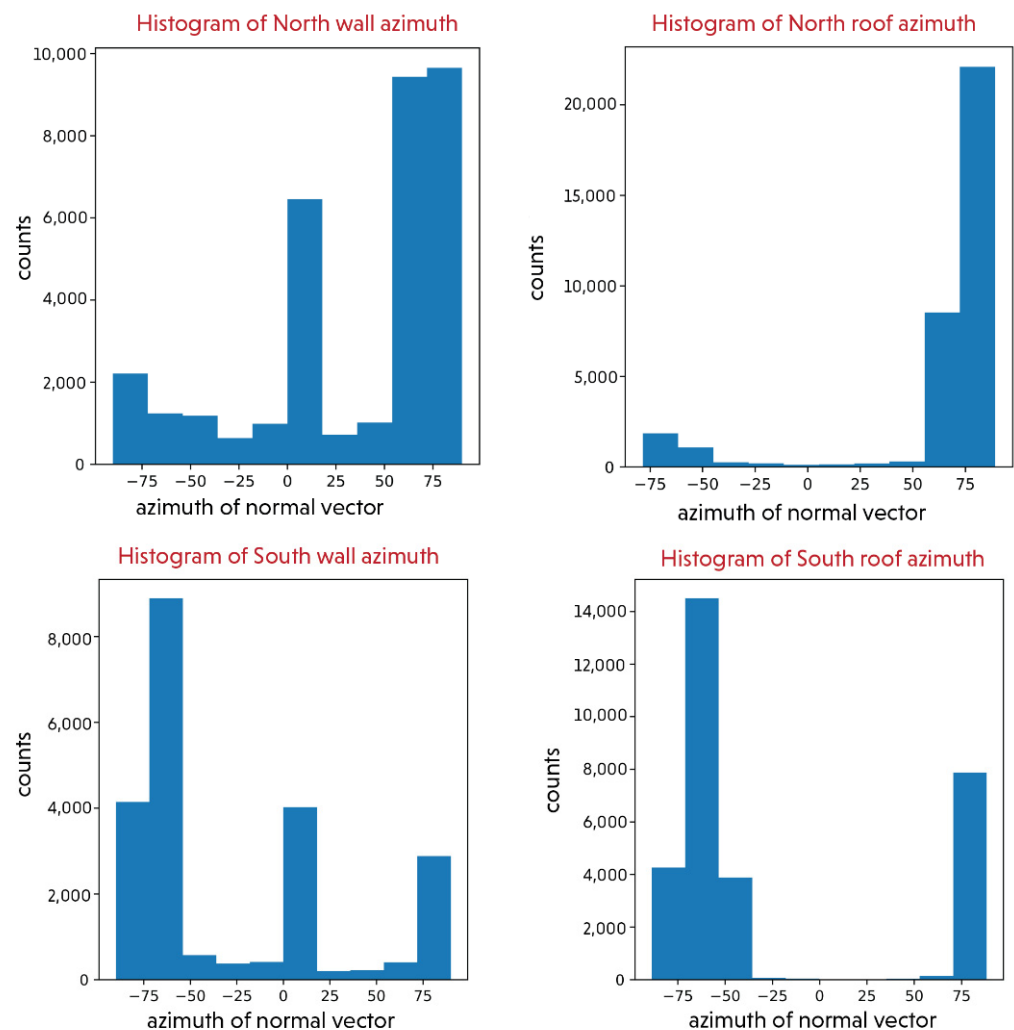 Histogram of North wall azimuth
10,000
8,000
6,000
4,000
2,000
0
counts
−75 −50 −25 0 25 50 75
azimuth of normal vector
Histogram of North roof azimuth
20,000
15,000
10,000
5,000
0
counts
−75 −50 −25 0 25 50 75
azimuth of normal vector
Histogram of South wall azimuth
8,000
6,000
4,000
2,000
0
counts
−75 −50 −25 0 25 50 75
azimuth of normal vector
Histogram of South roof azimuth
14,000
12,000
10,000
8,000
6,000
4,000
2,000
0
counts
−75 −50 −25 0 25 50 75
azimuth of normal vector